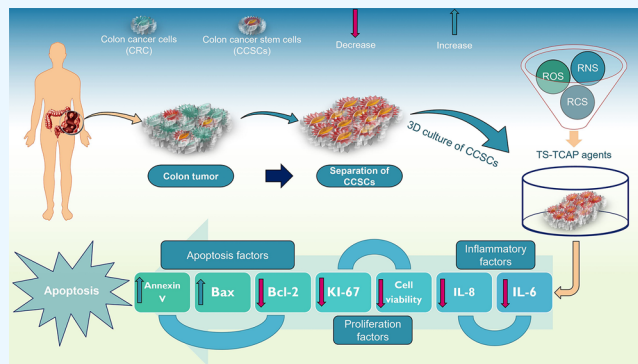 Colon cancer cells
(CRC)
Colon cancer stem cells
(CCSCs)
Decrease
Increase
ROS
RNS
RCS
TS-TCAP agents
3D culture of CCSCs
Colon tumor
Separation of
CCSCs
Apoptosis factors
Inflammatory
factors
Apoptosis
Annexin
V
Bax
Bcl-2
KI-67
Cell
viability
IL-8
IL-6
Proliferation
factors